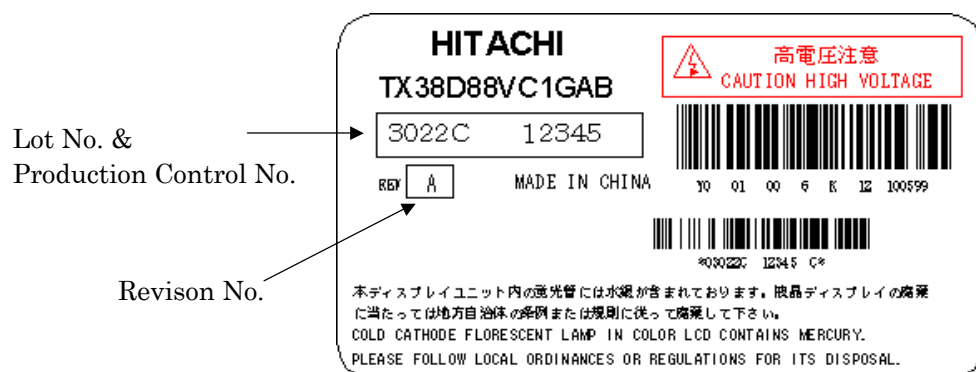 HITACHI
TX38D88VC1GAB
高電圧注意
CAUTION HIGH VOLTAGE
Lot No. &
Production Control No.
3022C 12345
REV A MADE IN CHINA
Y0 01 00 6 K 1Z 100599
*03022C 12345 C*
Revison No.
本ディスプレイユニット内の蛍光管には水銀が含まれております。液晶ディスプレイの廃棄
に当たっては地方自治体の条例または規則に従って廃棄して下さい。
COLD CATHODE FLORESCENT LAMP IN COLOR LCD CONTAINS MERCURY.
PLEASE FOLLOW LOCAL ORDINANCES OR REGULATIONS FOR ITS DISPOSAL.